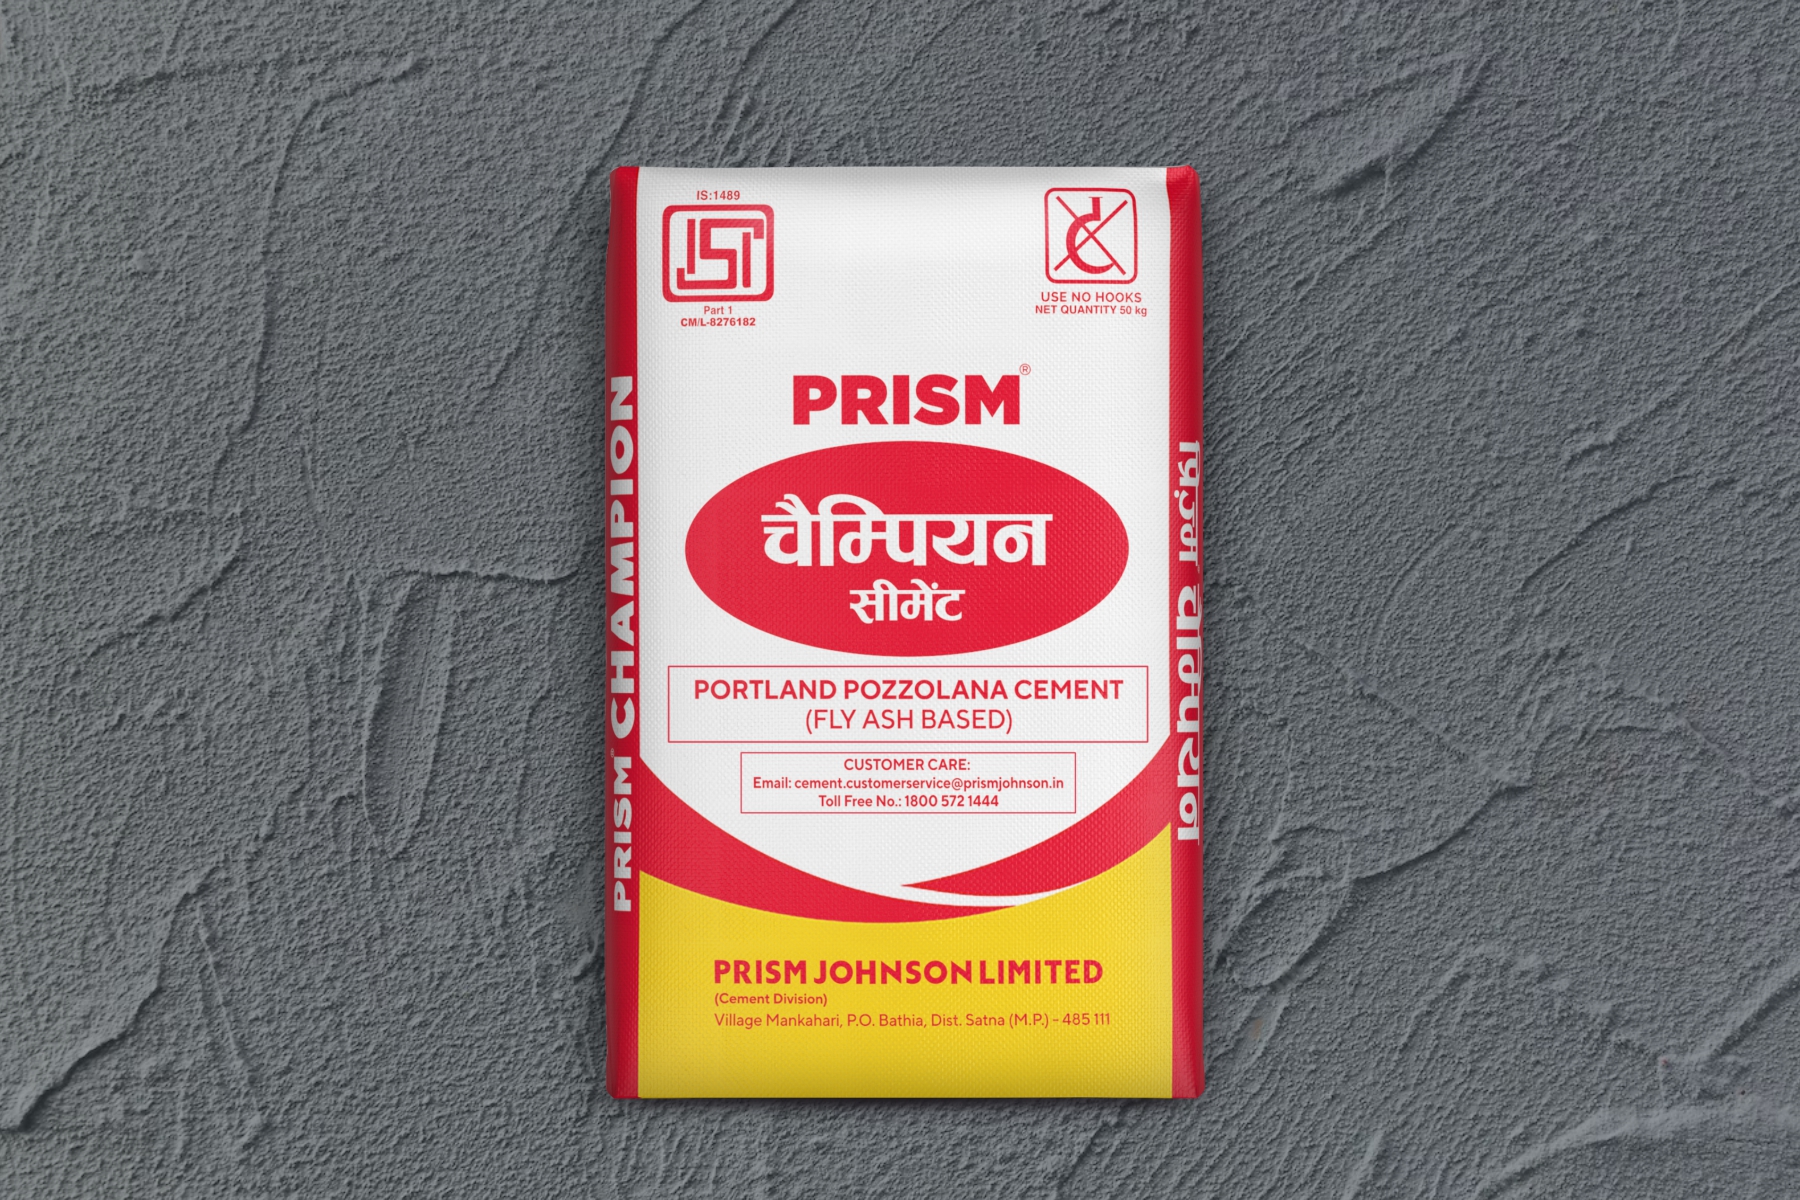 IS:1489
ISI
Part 1
CM/L-8276182
USE NO HOOKS
NET QUANTITY 50 kg
PRISM®
चैम्पियन
सीमेंट
PORTLAND POZZOLANA CEMENT
(FLY ASH BASED)
CUSTOMER CARE:
Email: cement.customerservice@prismjohnson.in
Toll Free No.: 1800 572 1444
PRISM JOHNSON LIMITED
(Cement Division)
Village Mankahari, P.O. Bathia, Dist. Satna (M.P.) - 485 111
PRISM® CHAMPION